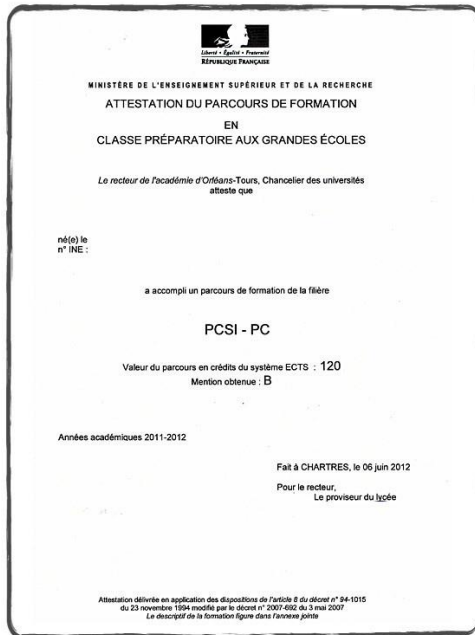 Liberté • Égalité • Fraternité
RÉPUBLIQUE FRANÇAISE
MINISTÈRE DE L'ENSEIGNEMENT SUPÉRIEUR ET DE LA RECHERCHE
ATTESTATION DU PARCOURS DE FORMATION
EN
CLASSE PRÉPARATOIRE AUX GRANDES ÉCOLES
Le recteur de l'académie d'Orléans-Tours, Chancelier des universités
atteste que
né(e) le
n° INE :
a accompli un parcours de formation de la filière
PCSI - PC
Valeur du parcours en crédits du système ECTS : 120
Mention obtenue : B
Années académiques 2011-2012
Fait à CHARTRES, le 06 juin 2012
Pour le recteur,
Le proviseur du lycée
Attestation délivrée en application des dispositions de l'article 8 du décret n° 94-1015
du 23 novembre 1994 modifié par le décret n° 2007-692 du 3 mai 2007
Le descriptif de la formation figure dans l'annexe jointe